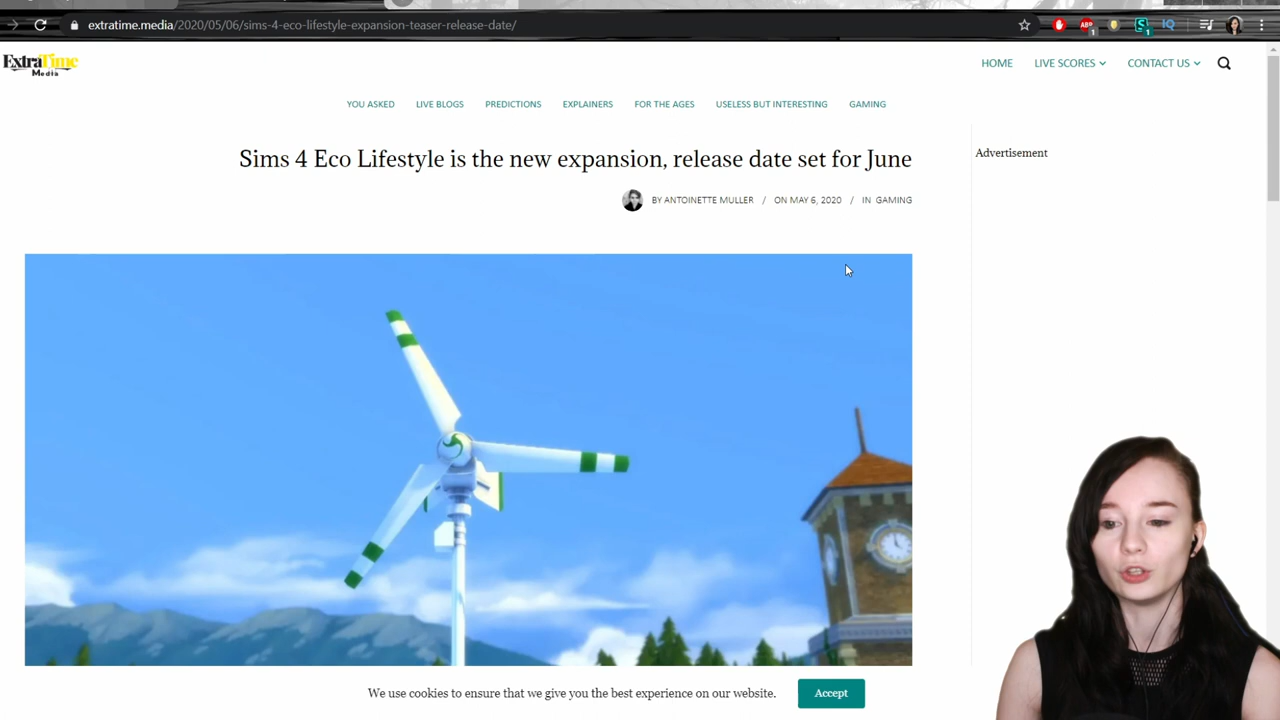 extratime.media/2020/05/06/sims-4-eco-lifestyle-expansion-teaser-release-date/
ExtraTime
Media
HOME LIVE SCORES CONTACT US
YOU ASKED LIVE BLOGS PREDICTIONS EXPLAINERS FOR THE AGES USELESS BUT INTERESTING GAMING
Sims 4 Eco Lifestyle is the new expansion, release date set for June
Advertisement
BY ANTOINETTE MULLER / ON MAY 6, 2020 / IN GAMING
We use cookies to ensure that we give you the best experience on our website.
Accept